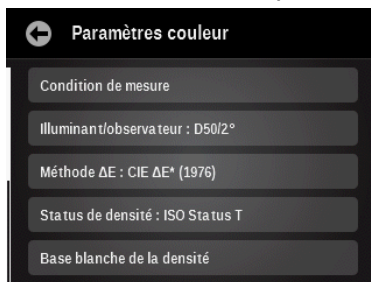 Paramètres couleur
Condition de mesure
Illuminant/observateur : D50/2°
Méthode ΔE : CIE ΔE* (1976)
Status de densité : ISO Status T
Base blanche de la densité